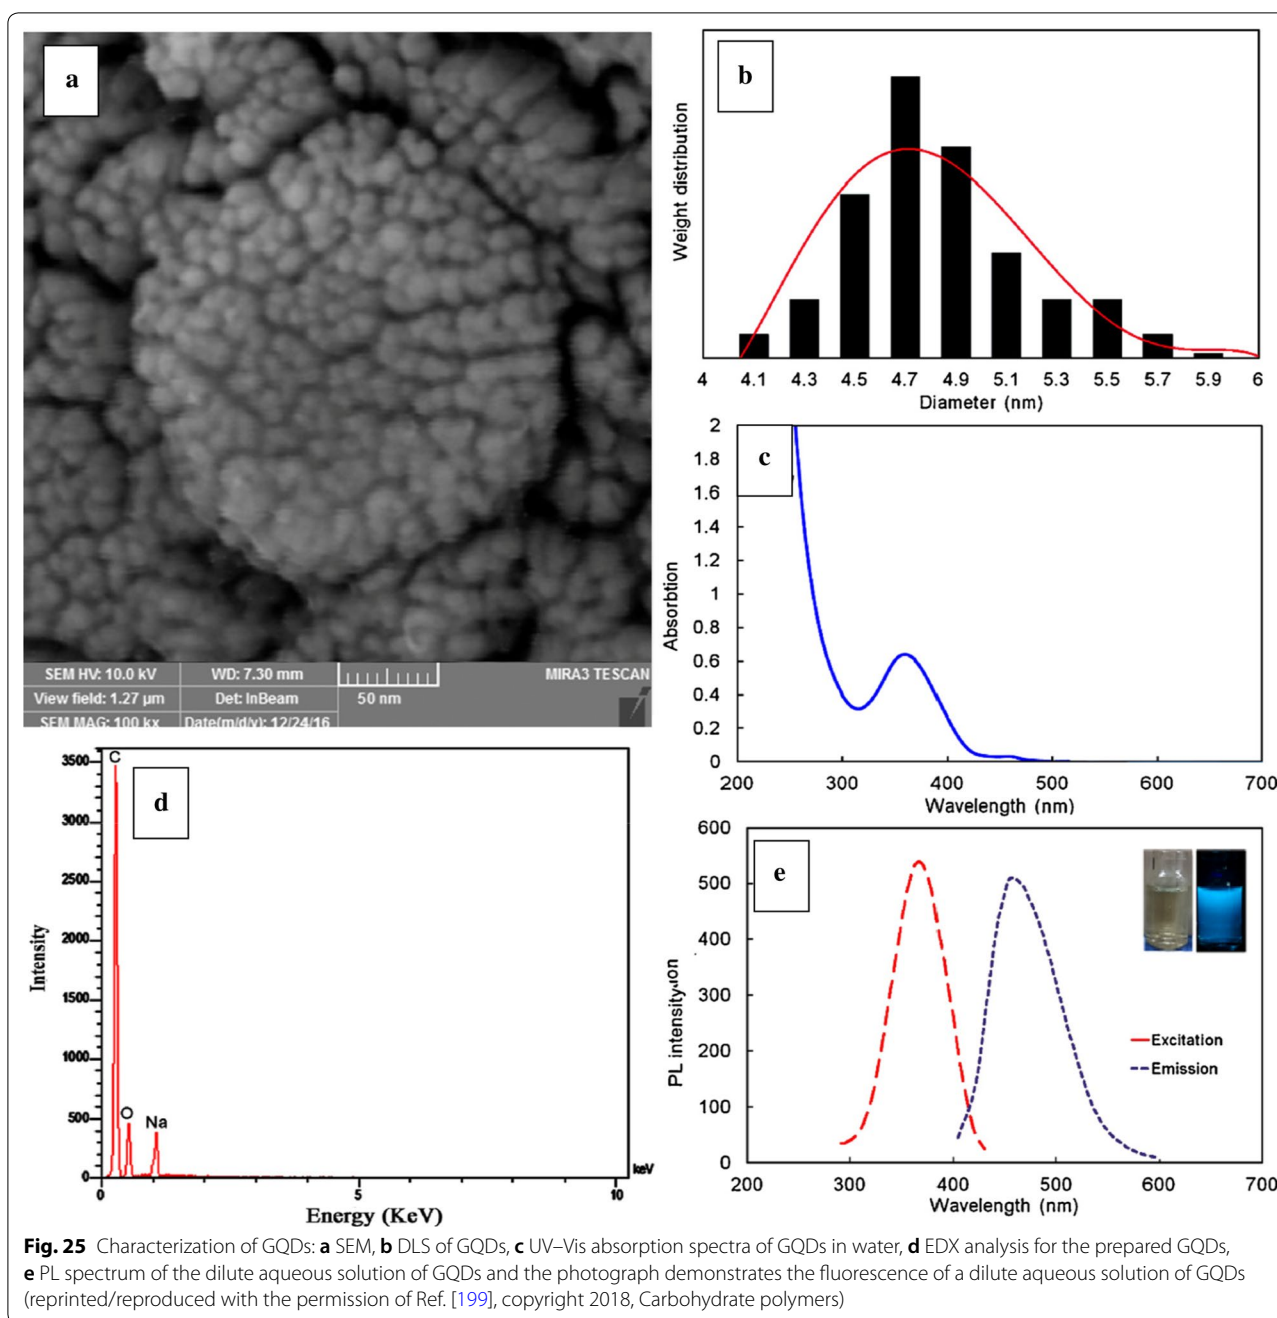 a
SEM HV: 10.0 kV
WD: 7.30 mm
MIRA3 TESCAN
View field: 1.27 µm
Det: InBeam
50 nm
SEM MAG: 100 kx
Date(m/d/y): 12/24/16
b
Weight distribution
4 4.1 4.3 4.5 4.7 4.9 5.1 5.3 5.5 5.7 5.9 6
Diameter (nm)
c
Absorbtion
2
1.8
1.6
1.4
1.2
1
0.8
0.6
0.4
0.2
0
200 300 400 500 600 700
Wavelength (nm)
d
Intensity
3500
3000
2500
2000
1500
1000
500
0
C
O
Na
keV
0 5 10
Energy (KeV)
e
PL intensity
600
500
400
300
200
100
0
Excitation
Emission
200 300 400 500 600 700
Wavelength (nm)
Fig. 25 Characterization of GQDs: a SEM, b DLS of GQDs, c UV–Vis absorption spectra of GQDs in water, d EDX analysis for the prepared GQDs,
e PL spectrum of the dilute aqueous solution of GQDs and the photograph demonstrates the fluorescence of a dilute aqueous solution of GQDs
(reprinted/reproduced with the permission of Ref. [199], copyright 2018, Carbohydrate polymers)